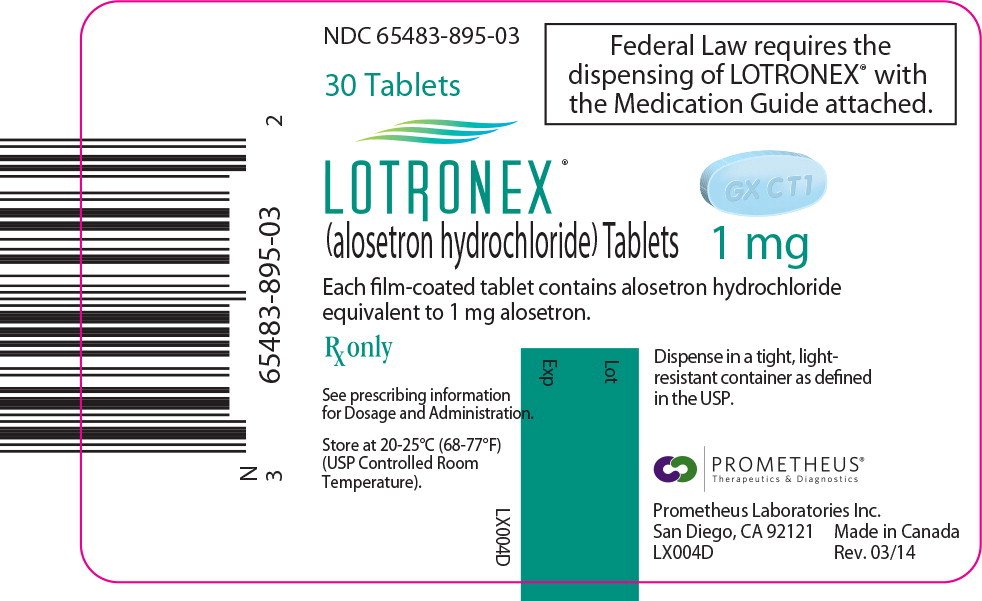 NDC 65483-895-03
30 Tablets
Federal Law requires the
dispensing of LOTRONEX® with
the Medication Guide attached.
LOTRONEX®
(alosetron hydrochloride) Tablets
1 mg
GX CT1
Each film-coated tablet contains alosetron hydrochloride
equivalent to 1 mg alosetron.
Rx only
See prescribing information
for Dosage and Administration.
Store at 20-25°C (68-77°F)
(USP Controlled Room
Temperature).
Exp
Lot
LX004D
Dispense in a tight, light-
resistant container as defined
in the USP.
PROMETHEUS®
Therapeutics & Diagnostics
Prometheus Laboratories Inc.
San Diego, CA 92121 Made in Canada
LX004D Rev. 03/14
N
3
65483-895-03
2